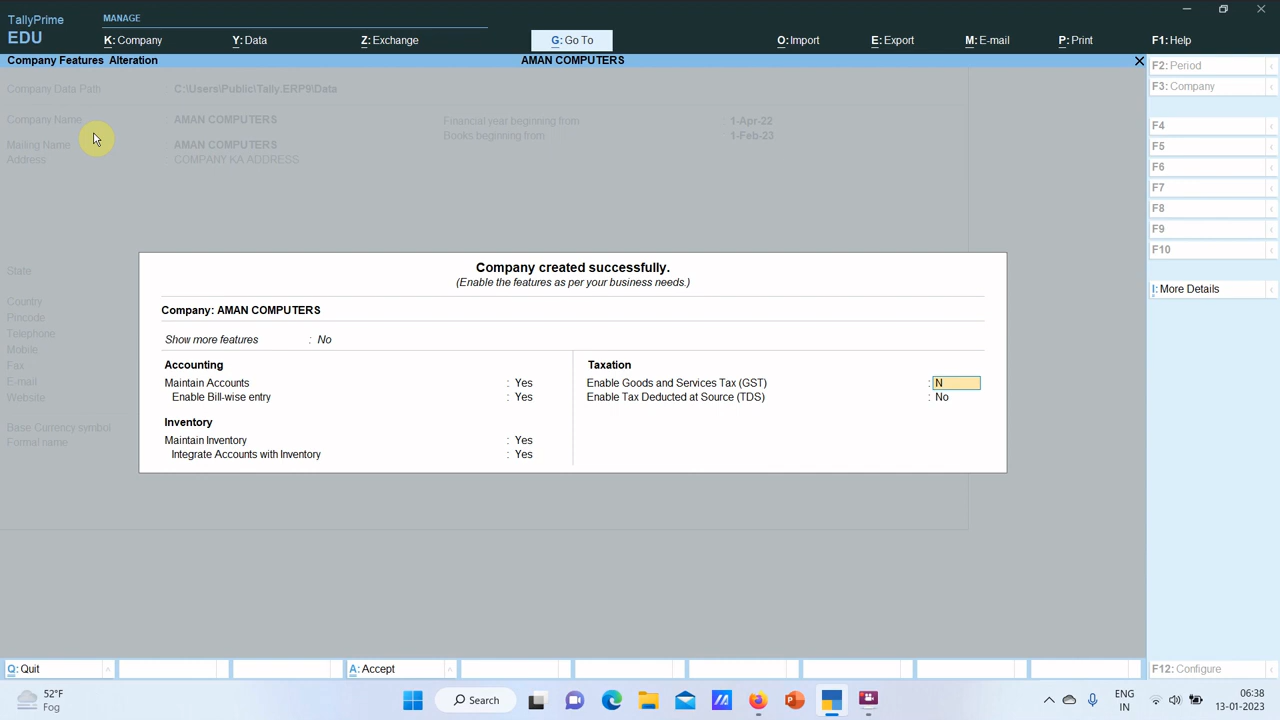 TallyPrime
EDU
MANAGE
K: Company
Y: Data
Z: Exchange
G: Go To
O: Import
E: Export
M: E-mail
P: Print
F1: Help
Company Features Alteration
AMAN COMPUTERS
F2: Period
F3: Company
F4
F5
F6
F7
F8
F9
F10
I: More Details
F12: Configure
Company Data Path
C:\Users\Public\Tally.ERP9\Data
Company Name
AMAN COMPUTERS
Financial year beginning from : 1-Apr-22
Books beginning from : 1-Feb-23
Mailing Name
AMAN COMPUTERS
Address
COMPANY KA ADDRESS
State
Country
Pincode
Telephone
Mobile
Fax
E-mail
Website
Base Currency symbol
Formal name
Company created successfully.
(Enable the features as per your business needs.)
Company: AMAN COMPUTERS
Show more features : No
Accounting
Maintain Accounts : Yes
Enable Bill-wise entry : Yes
Inventory
Maintain Inventory : Yes
Integrate Accounts with Inventory : Yes
Taxation
Enable Goods and Services Tax (GST) : N
Enable Tax Deducted at Source (TDS) : No
Q: Quit
A: Accept
52°F
Fog
Search
ENG
IN
06:38
13-01-2023